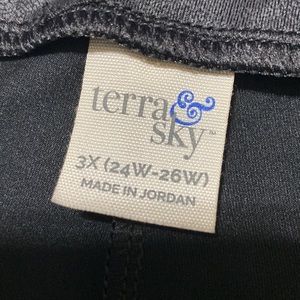 terra &
sky™
3X (24W-26W)
MADE IN JORDAN